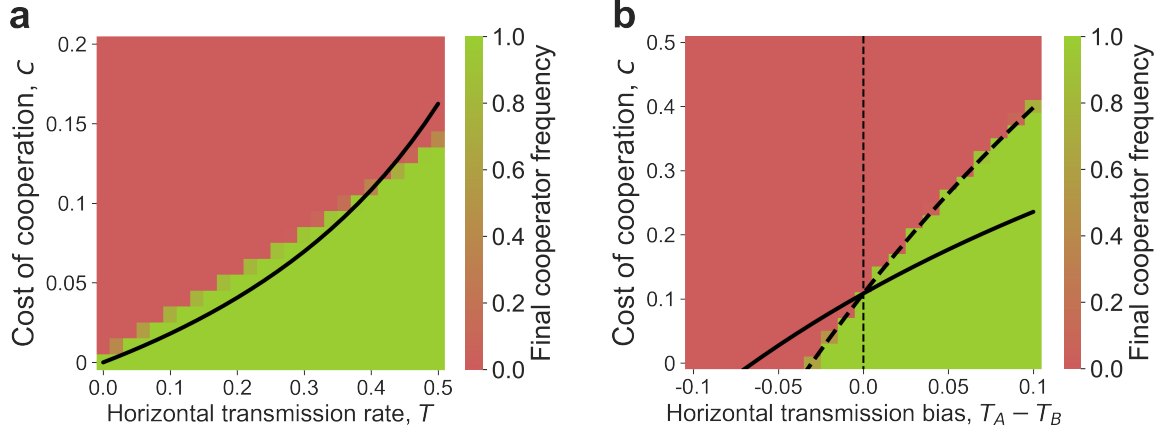 a
0.2
0.15
0.1
0.05
0
Cost of cooperation, c
0.0 0.1 0.2 0.3 0.4 0.5
Horizontal transmission rate, T
1.0
0.8
0.6
0.4
0.2
0.0
Final cooperator frequency
b
0.5
0.4
0.3
0.2
0.1
0
Cost of cooperation, c
-0.1 -0.05 0.0 0.05 0.1
Horizontal transmission bias, T_A − T_B
1.0
0.8
0.6
0.4
0.2
0.0
Final cooperator frequency